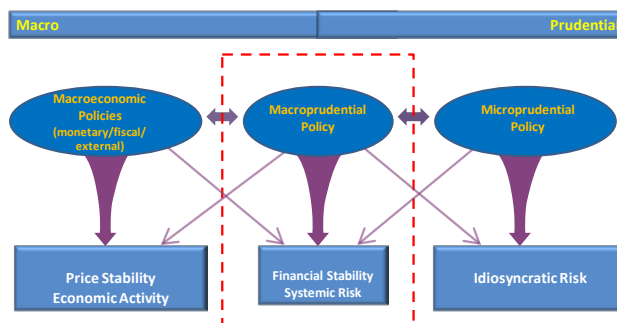 Macro
Prudential
Macroeconomic
Policies
(monetary/fiscal/
external)
Macroprudential
Policy
Microprudential
Policy
Price Stability
Economic Activity
Financial Stability
Systemic Risk
Idiosyncratic Risk